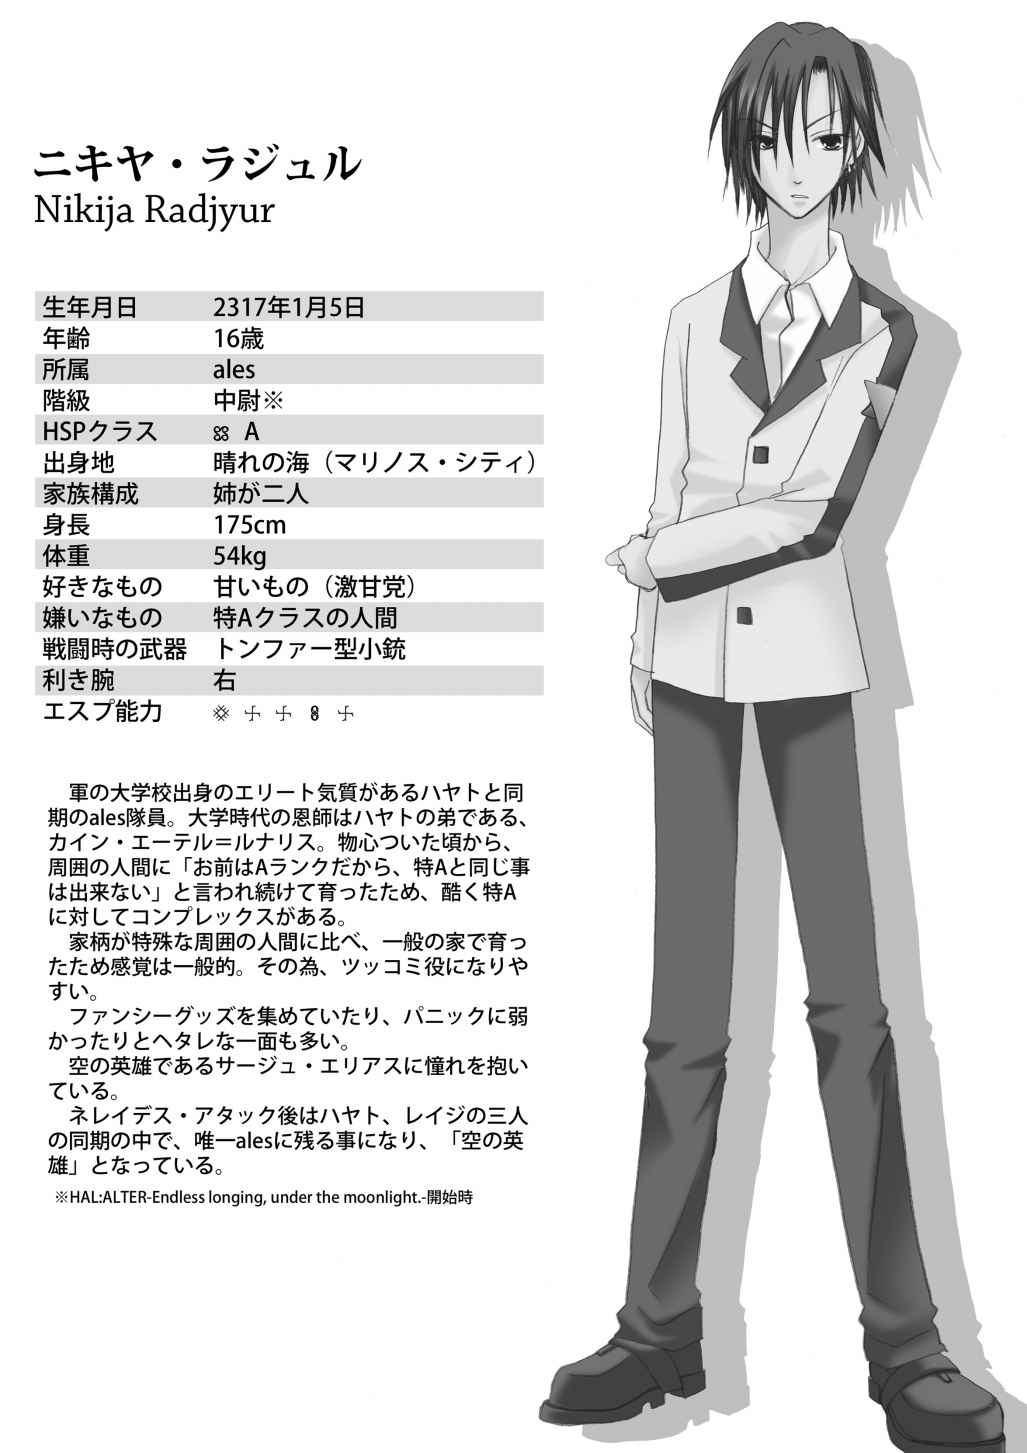 ニキヤ・ラジュル
Nikija Radjyur
生年月日 2317年1月5日
年齢 16歳
所属 ales
階級 中尉※
HSPクラス A
出身地 晴れの海（マリノス・シティ）
家族構成 姉が二人
身長 175cm
体重 54kg
好きなもの 甘いもの（激甘党）
嫌いなもの 特Aクラスの人間
戦闘時の武器 トンファー型小銃
利き腕 右
エスプ能力
軍の大学校出身のエリート気質があるハヤトと同
期のales隊員。大学時代の恩師はハヤトの弟である、
カイン・エーテル＝ルナリス。物心ついた頃から、
周囲の人間に「お前はAランクだから、特Aと同じ事
は出来ない」と言われ続けて育ったため、酷く特A
に対してコンプレックスがある。
家柄が特殊な周囲の人間に比べ、一般の家で育っ
たため感覚は一般的。その為、ツッコミ役になりや
すい。
ファンシーグッズを集めていたり、パニックに弱
かったりとヘタレな一面も多い。
空の英雄であるサージュ・エリアスに憧れを抱い
ている。
ネレイデス・アタック後はハヤト、レイジの三人
の同期の中で、唯一alesに残る事になり、「空の英
雄」となっている。
※HAL:ALTER-Endless longing, under the moonlight.-開始時